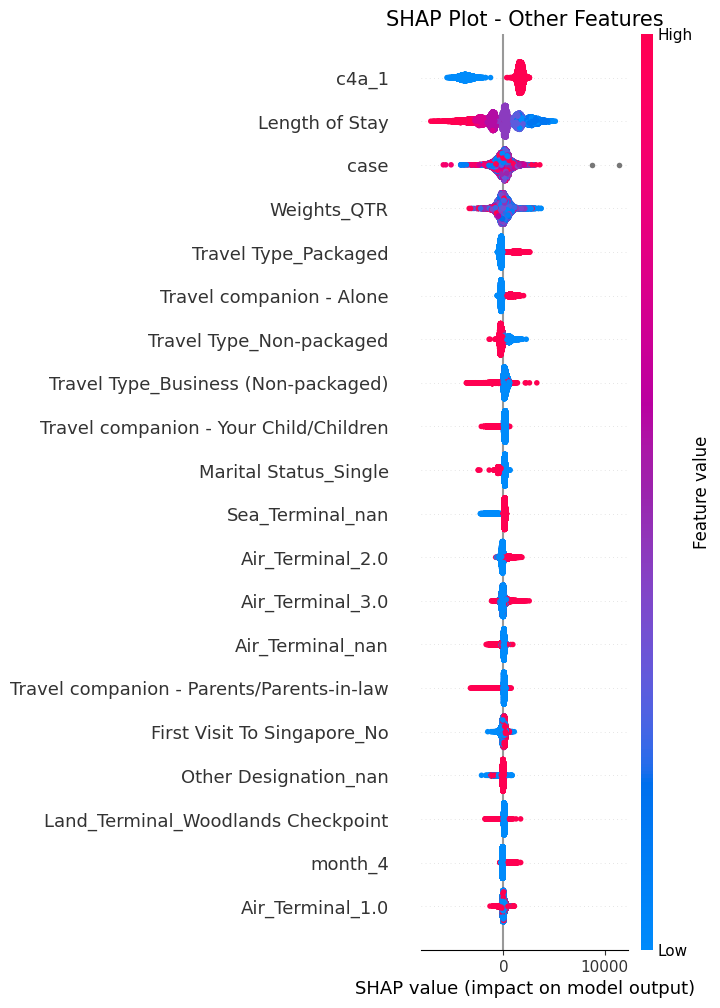 SHAP Plot - Other Features
High
c4a_1
Length of Stay
case
Weights_QTR
Travel Type_Packaged
Travel companion - Alone
Travel Type_Non-packaged
Travel Type_Business (Non-packaged)
Travel companion - Your Child/Children
Marital Status_Single
Sea_Terminal_nan
Air_Terminal_2.0
Air_Terminal_3.0
Air_Terminal_nan
Travel companion - Parents/Parents-in-law
First Visit To Singapore_No
Other Designation_nan
Land_Terminal_Woodlands Checkpoint
month_4
Air_Terminal_1.0
Feature value
Low
0 10000
SHAP value (impact on model output)